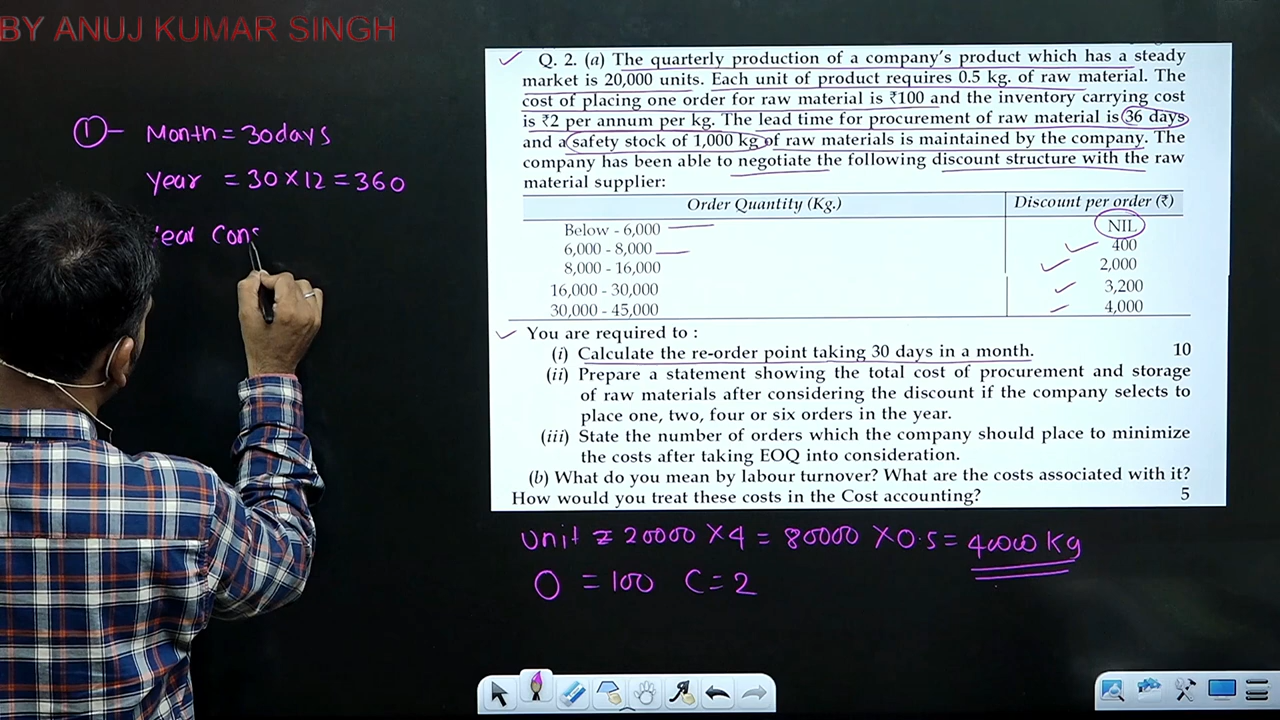 BY ANUJ KUMAR SINGH
① - Month = 30days
Year = 30 × 12 = 360
Q. 2. (a) The quarterly production of a company's product which has a steady
market is 20,000 units. Each unit of product requires 0.5 kg. of raw material. The
cost of placing one order for raw material is ₹100 and the inventory carrying cost
is ₹2 per annum per kg. The lead time for procurement of raw material is 36 days
and a safety stock of 1,000 kg of raw materials is maintained by the company. The
company has been able to negotiate the following discount structure with the raw
material supplier:
Order Quantity (Kg.) Discount per order (₹)
Below - 6,000 NIL
6,000 - 8,000 400
8,000 - 16,000 2,000
16,000 - 30,000 3,200
30,000 - 45,000 4,000
You are required to :
(i) Calculate the re-order point taking 30 days in a month. 10
(ii) Prepare a statement showing the total cost of procurement and storage
of raw materials after considering the discount if the company selects to
place one, two, four or six orders in the year.
(iii) State the number of orders which the company should place to minimize
the costs after taking EOQ into consideration.
(b) What do you mean by labour turnover? What are the costs associated with it?
How would you treat these costs in the Cost accounting? 5
Unit = 20000 × 4 = 80000 × 0.5 = 40000 Kg
O = 100 C = 2